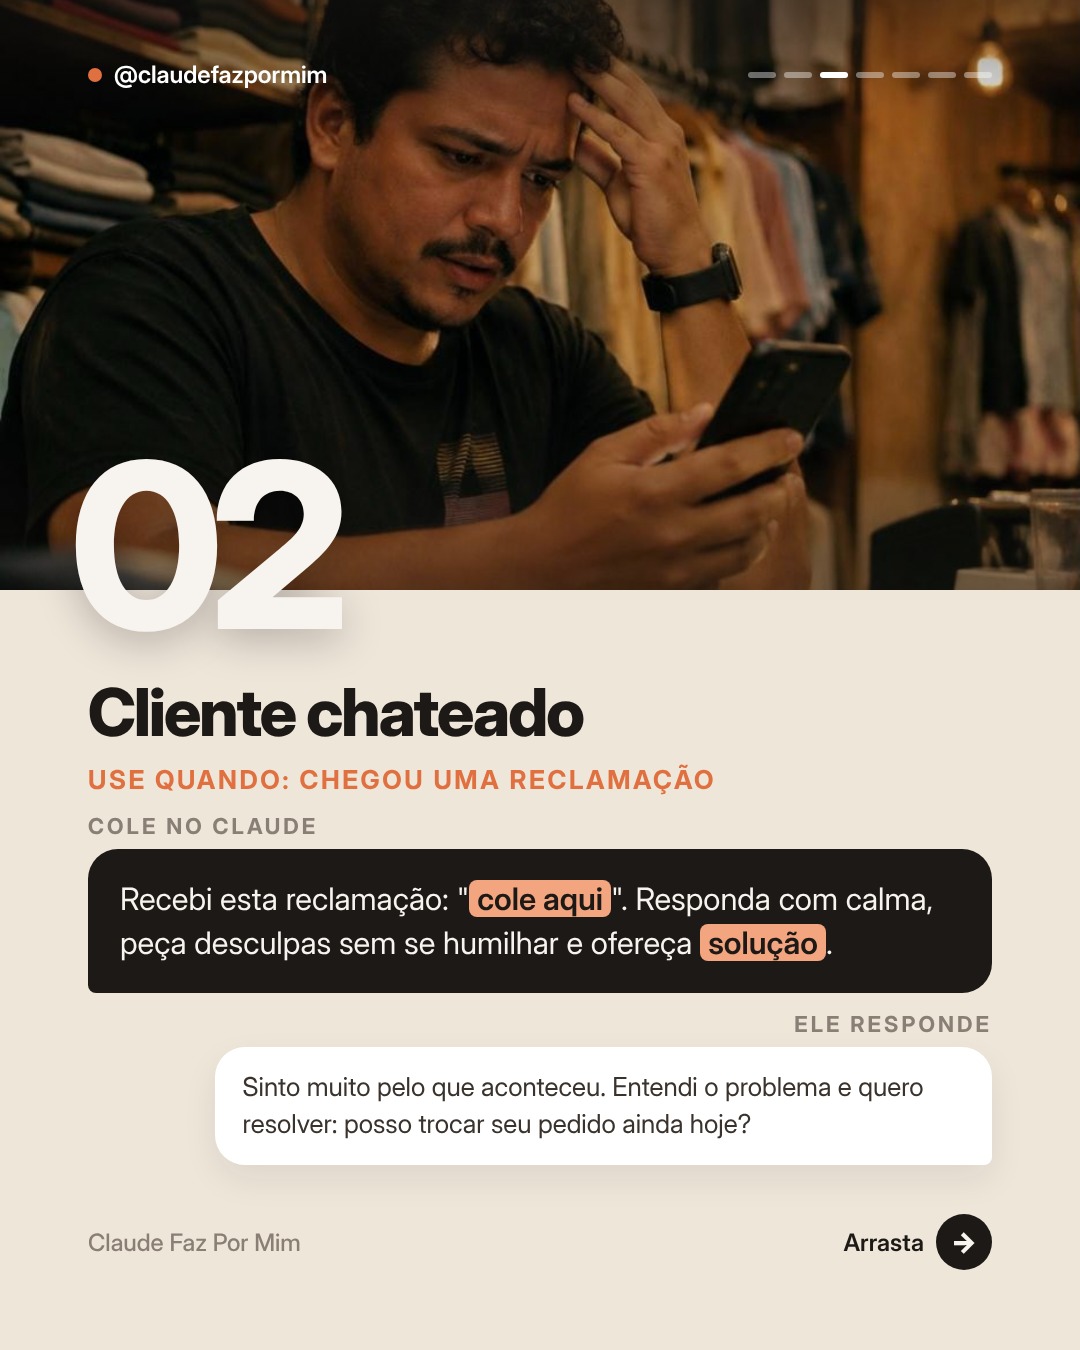 @claudefazpormim
02
Cliente chateado
USE QUANDO: CHEGOU UMA RECLAMAÇÃO
COLE NO CLAUDE
Recebi esta reclamação: "cole aqui". Responda com calma,
peça desculpas sem se humilhar e ofereça solução.
ELE RESPONDE
Sinto muito pelo que aconteceu. Entendi o problema e quero
resolver: posso trocar seu pedido ainda hoje?
Claude Faz Por Mim
Arrasta